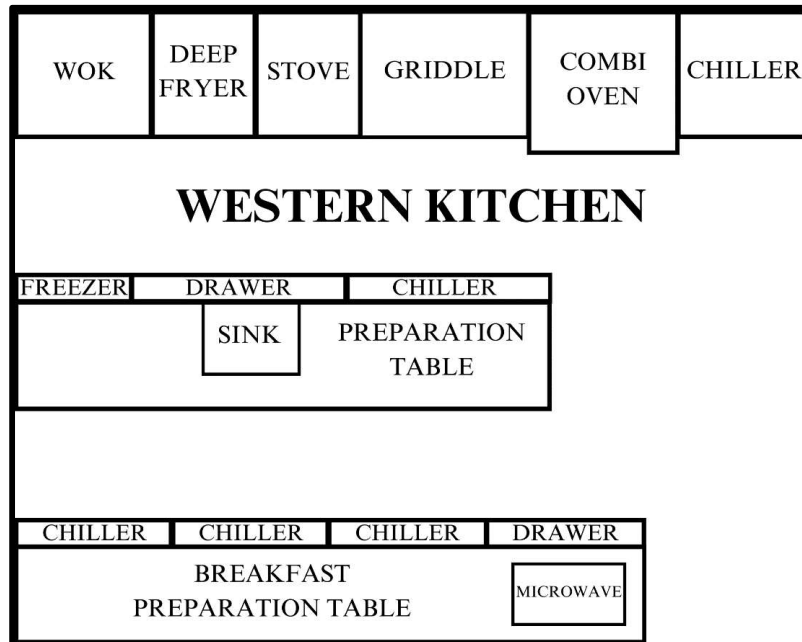 WOK
DEEP
FRYER
STOVE
GRIDDLE
COMBI
OVEN
CHILLER
WESTERN KITCHEN
FREEZER
DRAWER
CHILLER
SINK
PREPARATION
TABLE
CHILLER
CHILLER
CHILLER
DRAWER
BREAKFAST
PREPARATION TABLE
MICROWAVE